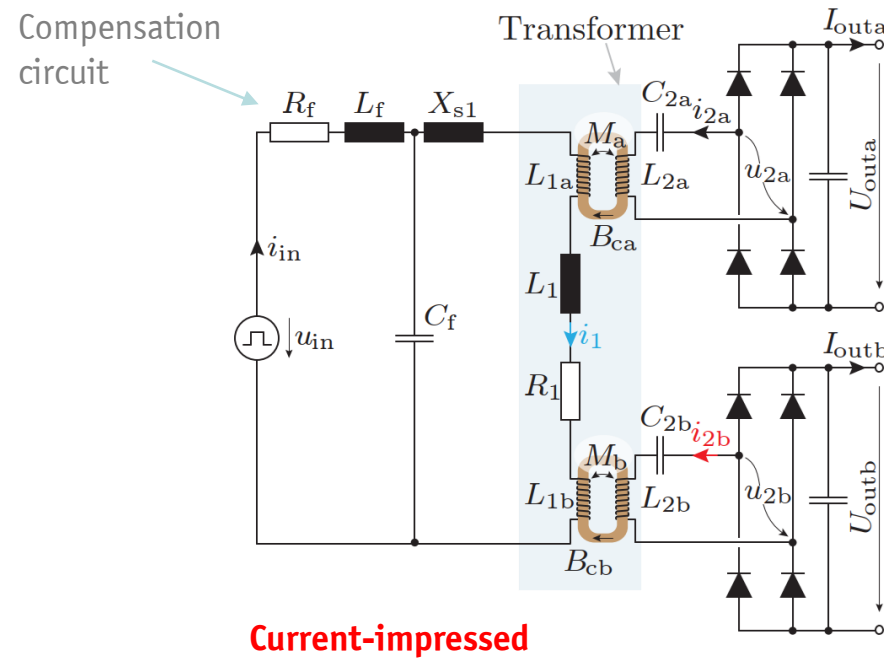 Compensation
circuit
Transformer
I_outa
R_f
L_f
X_s1
C_2a
i_2a
M_a
L_1a
L_2a
u_2a
U_outa
B_ca
i_in
L_1
C_f
u_in
i_1
I_outb
R_1
C_2b
i_2b
M_b
L_1b
L_2b
u_2b
U_outb
B_cb
Current-impressed